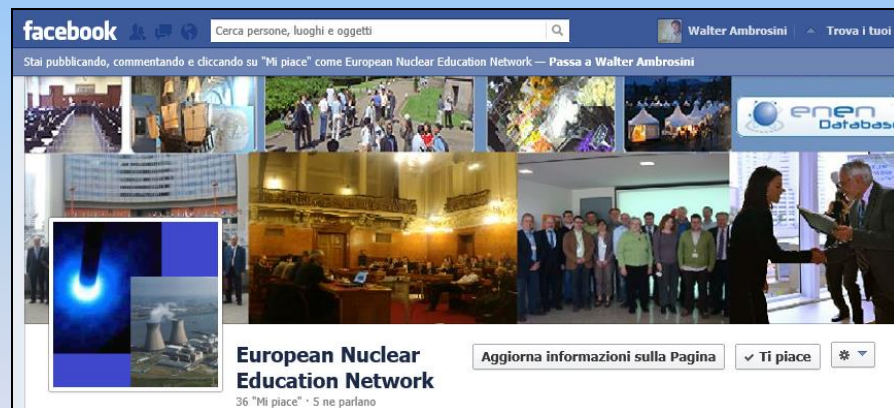 facebook
Cerca persone, luoghi e oggetti
Walter Ambrosini
Trova i tuoi
Stai pubblicando, commentando e cliccando su "Mi piace" come European Nuclear Education Network — Passa a Walter Ambrosini
enen
Database
European Nuclear
Education Network
Aggiorna informazioni sulla Pagina
✓ Ti piace
36 "Mi piace" · 5 ne parlano